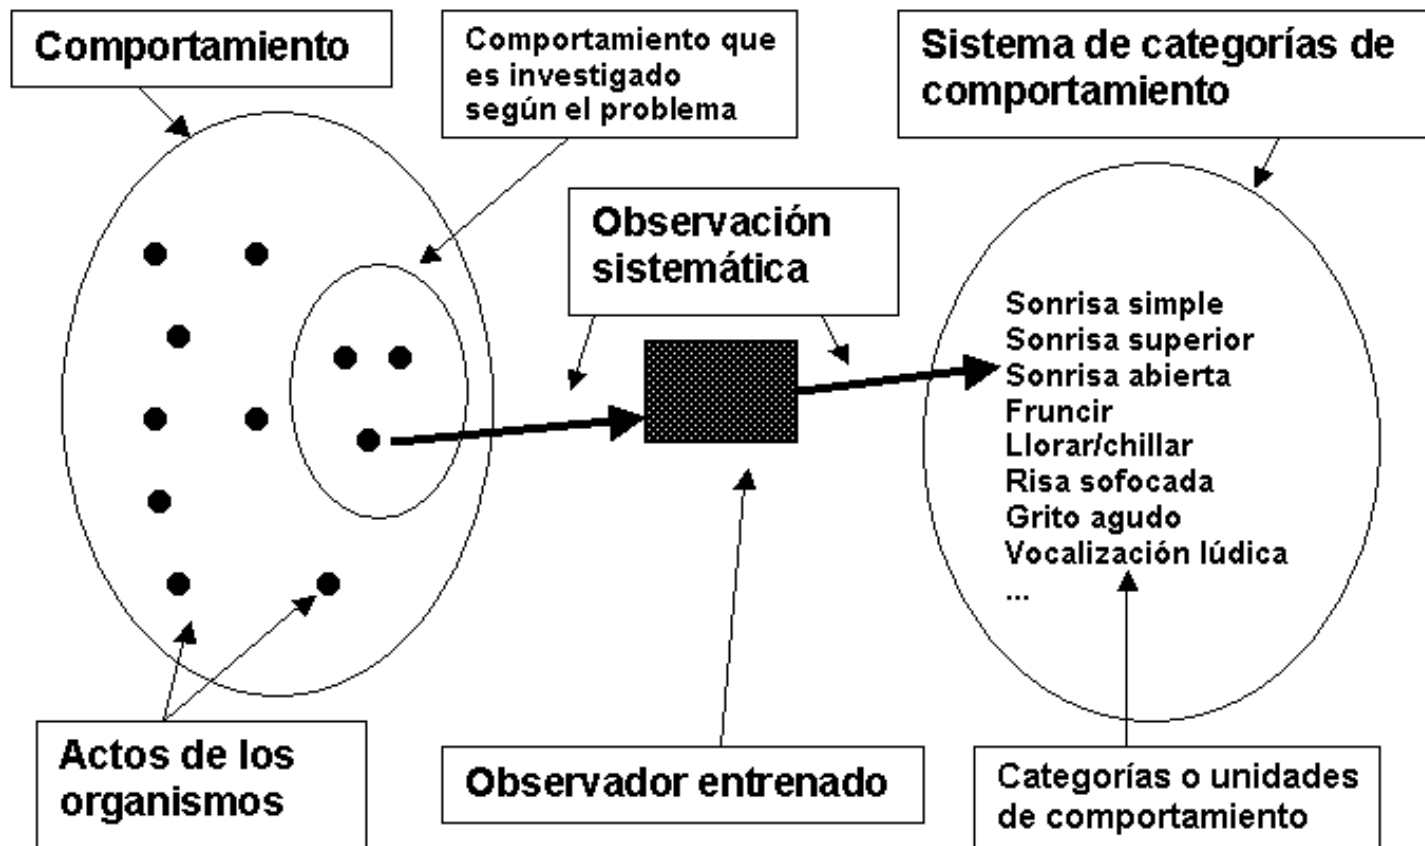 Comportamiento
Comportamiento que
es investigado
según el problema
Sistema de categorías de
comportamiento
Observación
sistemática
Sonrisa simple
Sonrisa superior
Sonrisa abierta
Fruncir
Llorar/chillar
Risa sofocada
Grito agudo
Vocalización lúdica
...
Actos de los
organismos
Observador entrenado
Categorías o unidades
de comportamiento